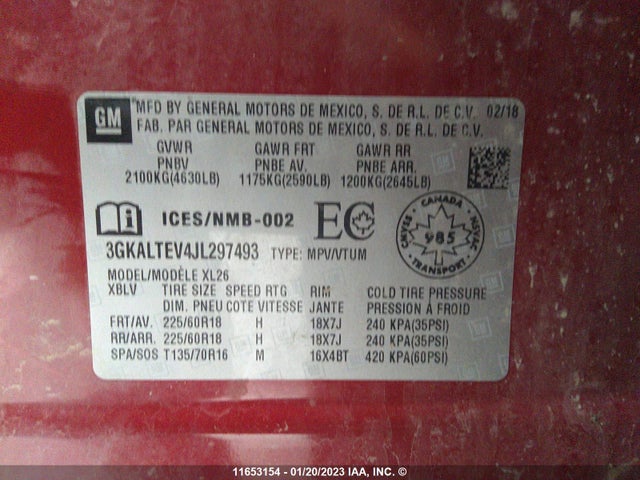 GM
MFD BY GENERAL MOTORS DE MEXICO, S. DE R.L. DE C.V. 02/18
FAB. PAR GENERAL MOTORS DE MEXICO, S. DE R.L. DE C.V.
GVWR GAWR FRT GAWR RR
PNBV PNBE AV. PNBE ARR.
2100KG(4630LB) 1175KG(2590LB) 1200KG(2645LB)
ICES/NMB-002 EC
CANADA
985
TRANSPORT
3GKALTEV4JL297493 TYPE: MPV/VTUM
MODEL/MODÈLE XL26
XBLV TIRE SIZE SPEED RTG RIM COLD TIRE PRESSURE
DIM. PNEU COTE VITESSE JANTE PRESSION À FROID
FRT/AV. 225/60R18 H 18X7J 240 KPA(35PSI)
RR/ARR. 225/60R18 H 18X7J 240 KPA(35PSI)
SPA/SOS T135/70R16 M 16X4BT 420 KPA(60PSI)
11653154 - 01/20/2023 IAA, INC. ©